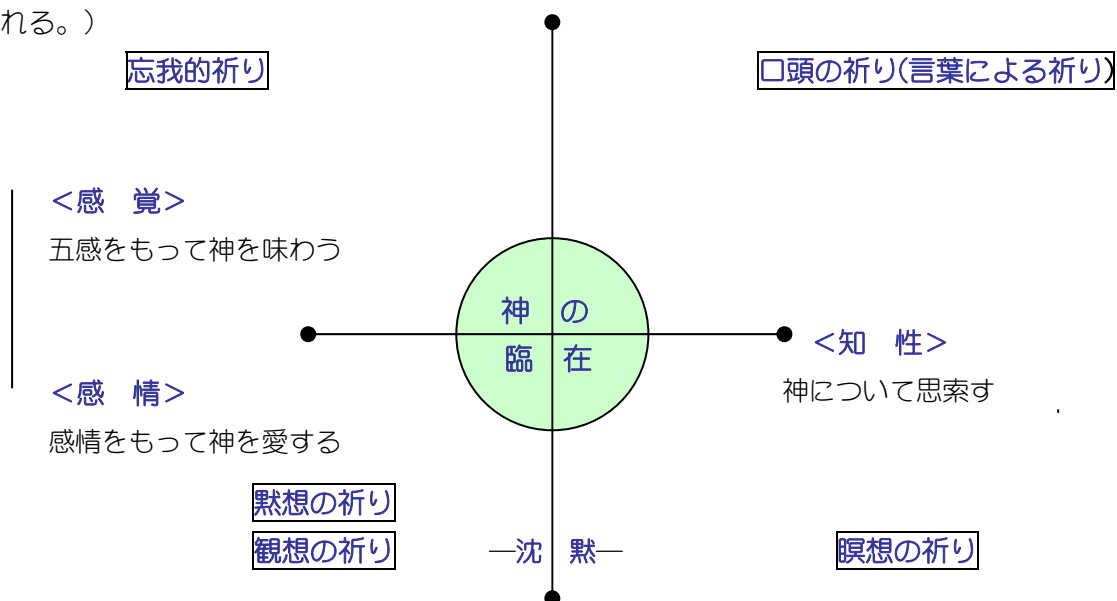 れる。）
忘我的祈り
口頭の祈り(言葉による祈り)
＜感　覚＞
五感をもって神を味わう
神　の
臨　在
＜知　性＞
神について思索す
＜感　情＞
感情をもって神を愛する
黙想の祈り
観想の祈り
―沈　黙―
瞑想の祈り